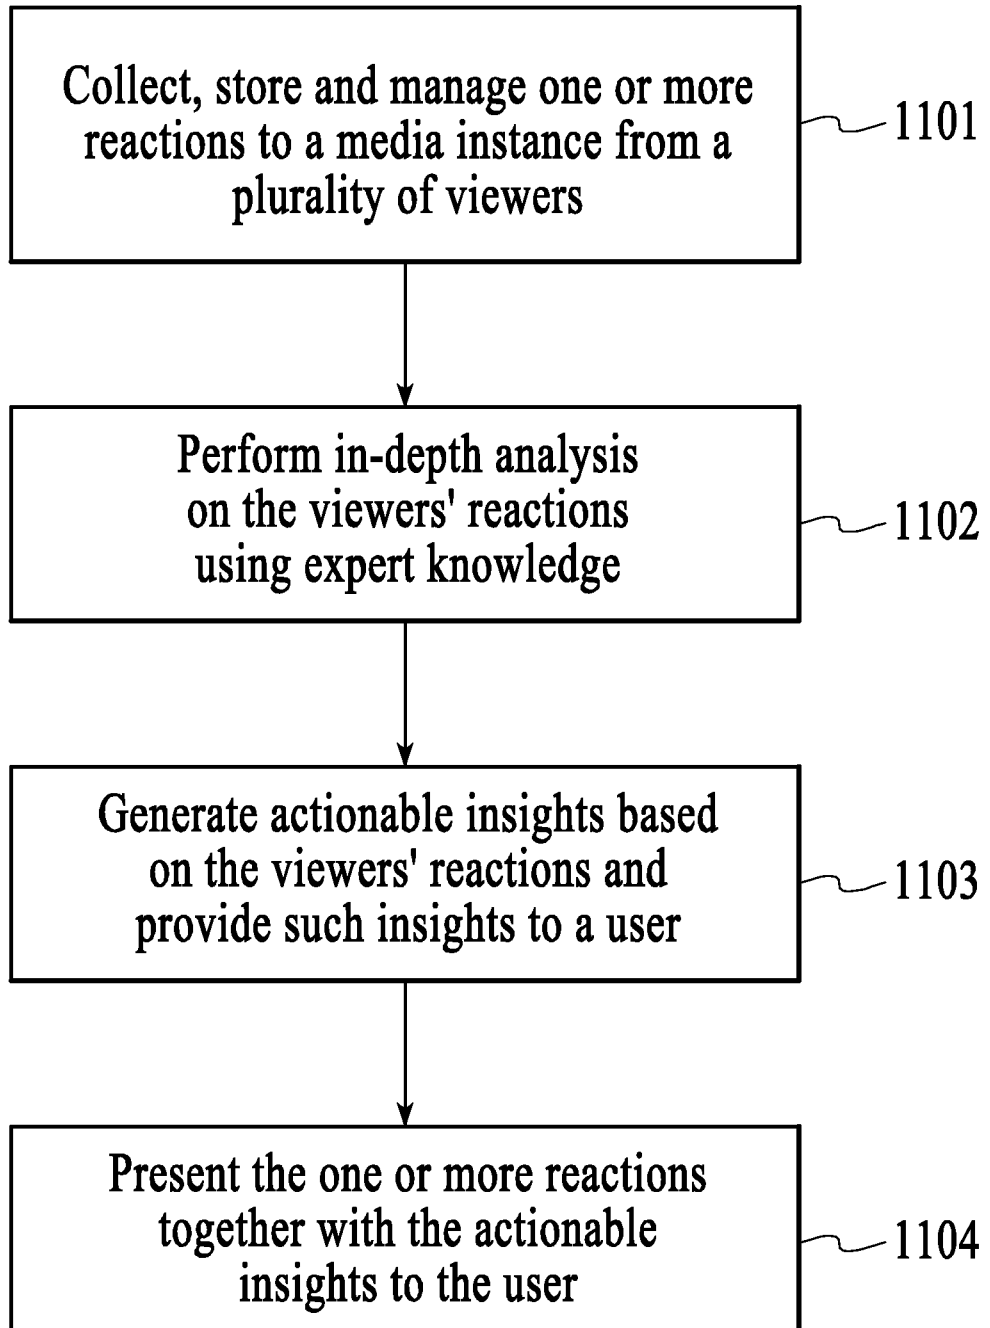 Collect, store and manage one or more
reactions to a media instance from a
plurality of viewers
1101
Perform in-depth analysis
on the viewers' reactions
using expert knowledge
1102
Generate actionable insights based
on the viewers' reactions and
provide such insights to a user
1103
Present the one or more reactions
together with the actionable
insights to the user
1104